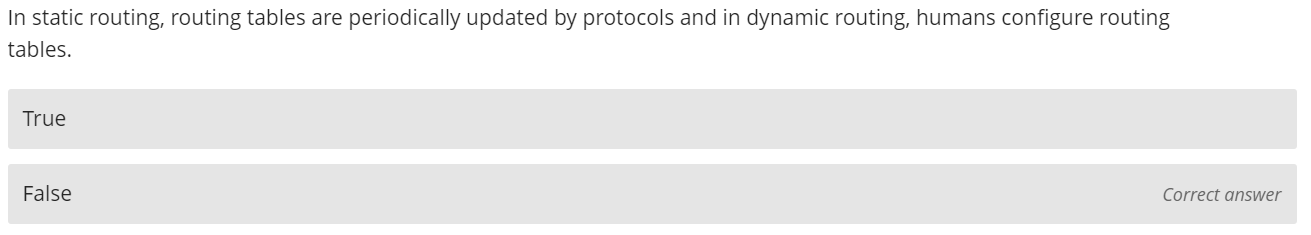 In static routing, routing tables are periodically updated by protocols and in dynamic routing, humans configure routing
tables.
True
False
Correct answer